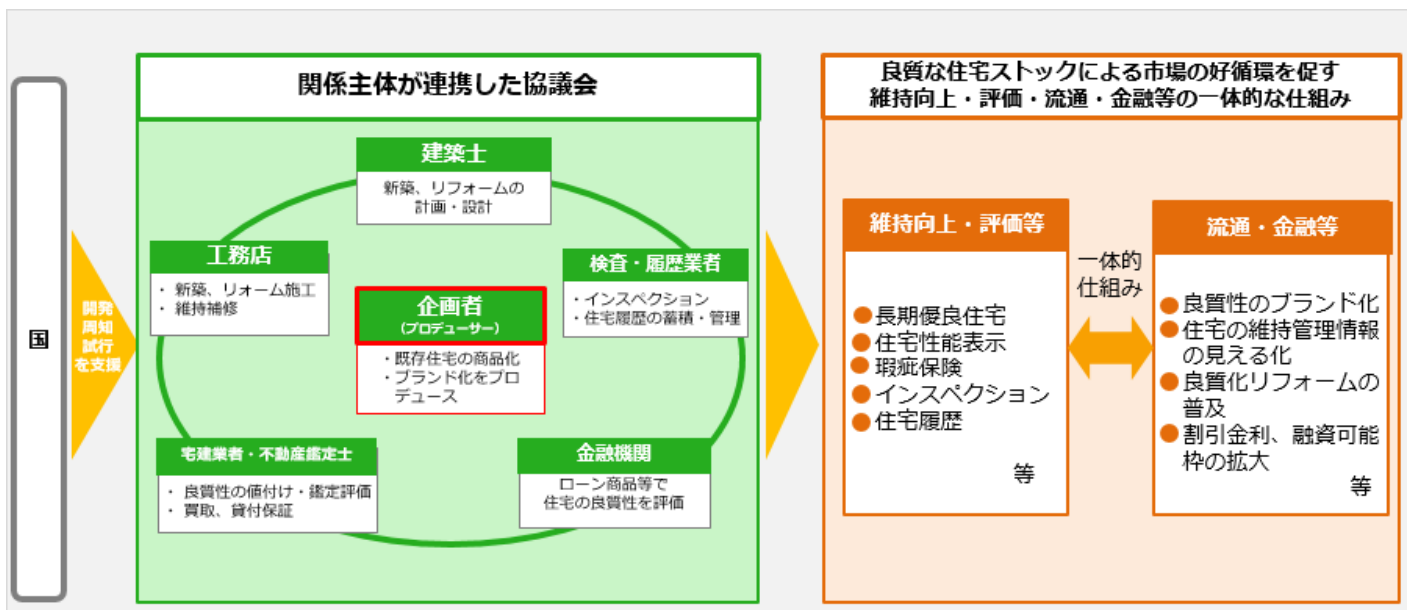 国
開発
周知
試行
を支援
関係主体が連携した協議会
建築士
新築、リフォームの
計画・設計
工務店
・ 新築、リォーム施工
・ 維持補修
検査・履歴業者
・インスペクション
・住宅履歴の蓄積・管理
企画者
(プロデューサー)
・既存住宅の商品化
・ブランド化をプロ
デュース
宅建業者・不動産鑑定士
・ 良質性の値付け・鑑定評価
・ 買取、貸付保証
金融機関
ローン商品等で
住宅の良質性を評価
良質な住宅ストックによる市場の好循環を促す
維持向上・評価・流通・金融等の一体的な仕組み
維持向上・評価等
●長期優良住宅
●住宅性能表示
●瑕疵保険
●インスペクション
●住宅履歴
等
一体的
仕組み
流通・金融等
●良質性のブランド化
●住宅の維持管理情報
の見える化
●良質化リフォームの
普及
●割引金利、融資可能
枠の拡大
等